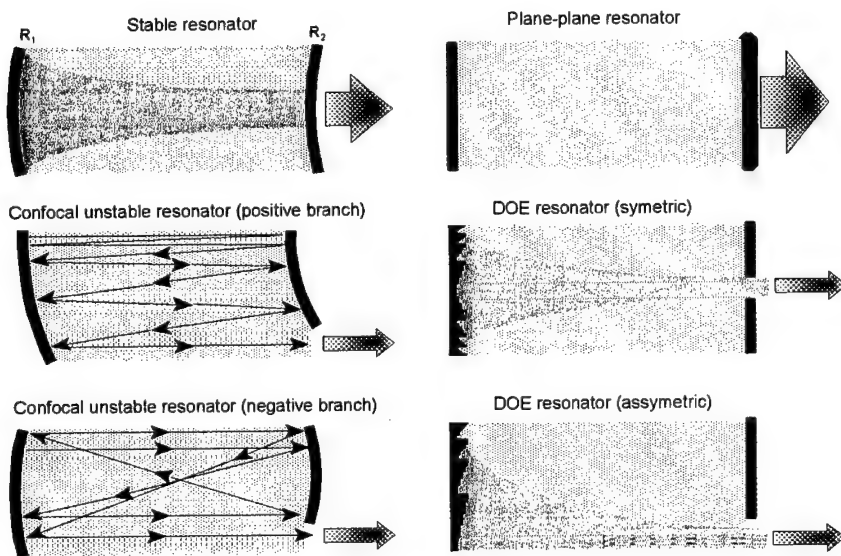 Stable resonator
R1
R2
Plane-plane resonator
Confocal unstable resonator (positive branch)
DOE resonator (symetric)
Confocal unstable resonator (negative branch)
DOE resonator (assymetric)